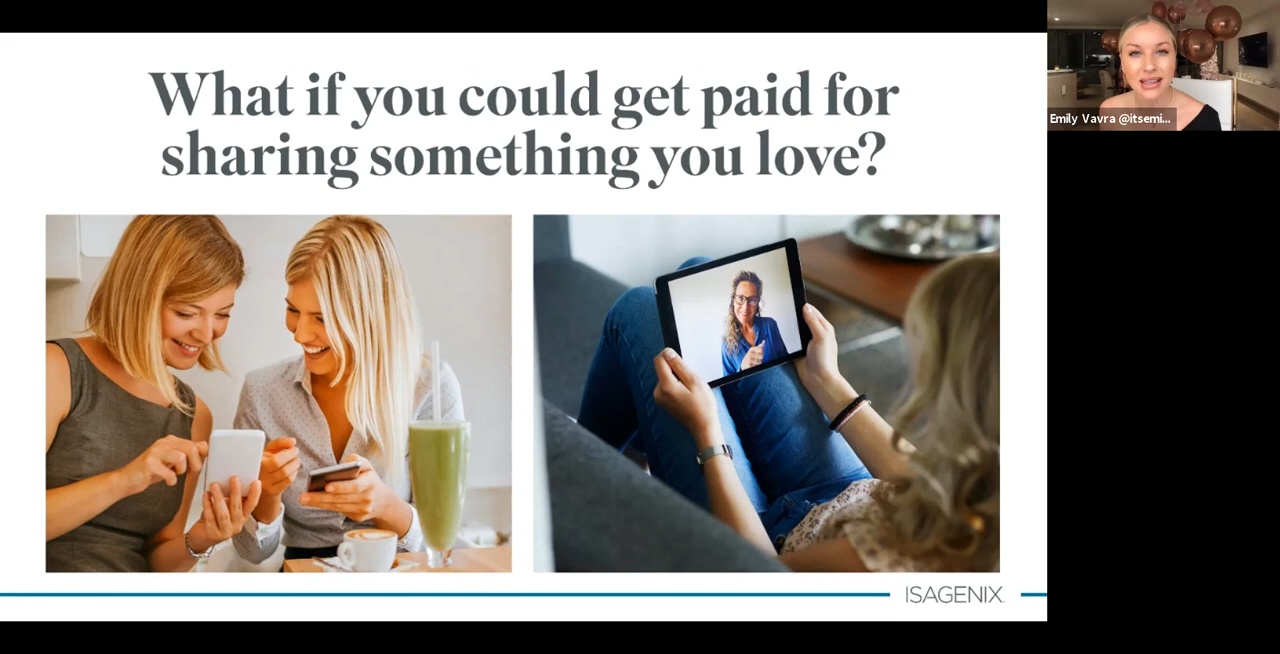 What if you could get paid for
sharing something you love?
Emily Vavra @itsemi...
ISAGENIX.